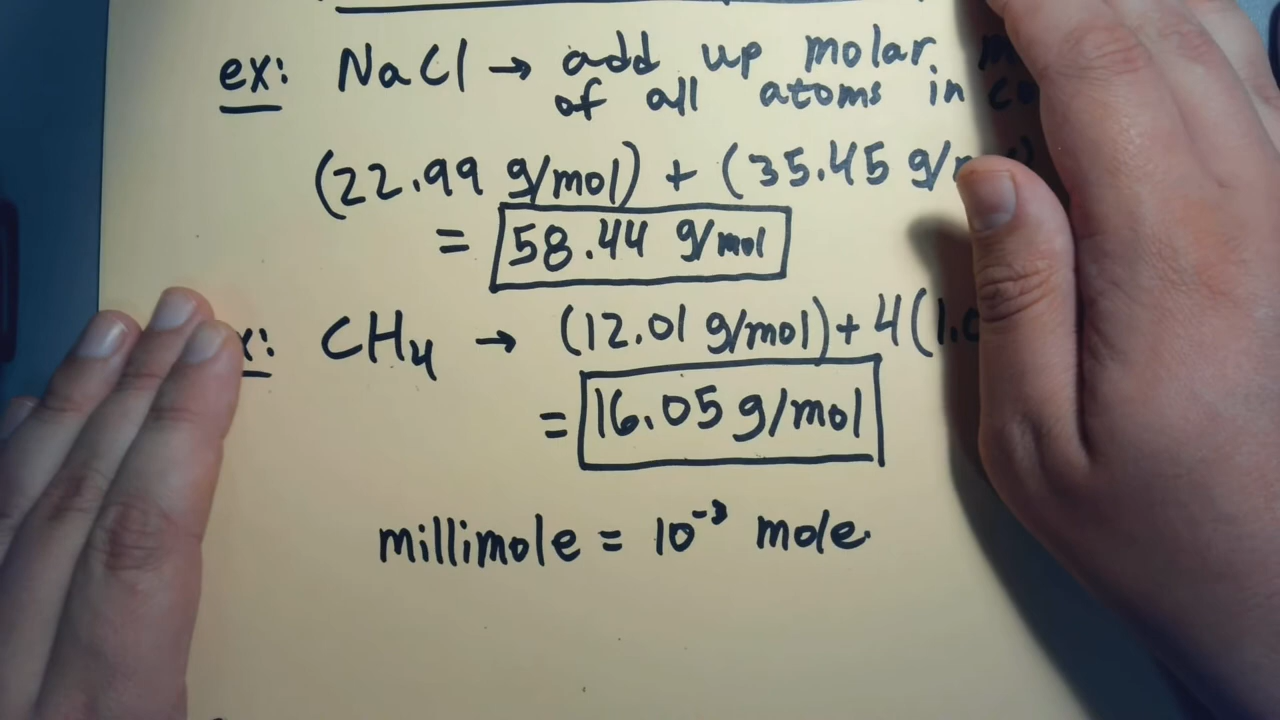 ex: NaCl → add up molar
of all atoms in
(22.99 g/mol) + (35.45 g/
= 58.44 g/mol
CH4 → (12.01 g/mol) + 4(1.0
= 16.05 g/mol
millimole = 10⁻³ mole